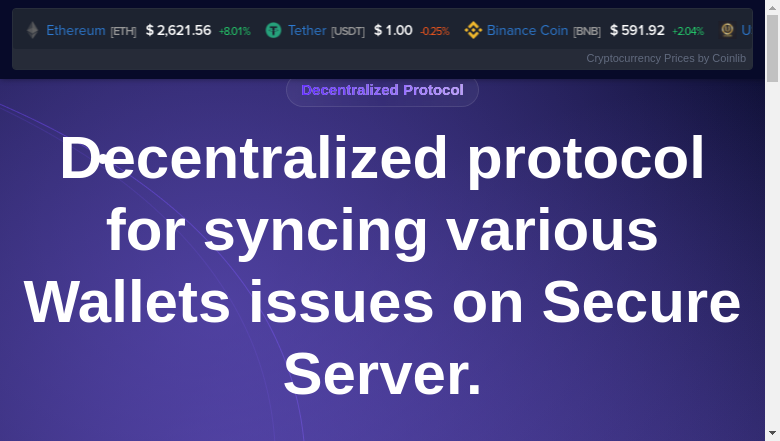 Ethereum [ETH] $ 2,621.56 +8.01% Tether [USDT] $ 1.00 -0.25% Binance Coin [BNB] $ 591.92 +2.04% U
Cryptocurrency Prices by Coinlib
Decentralized Protocol
Decentralized protocol
for syncing various
Wallets issues on Secure
Server.